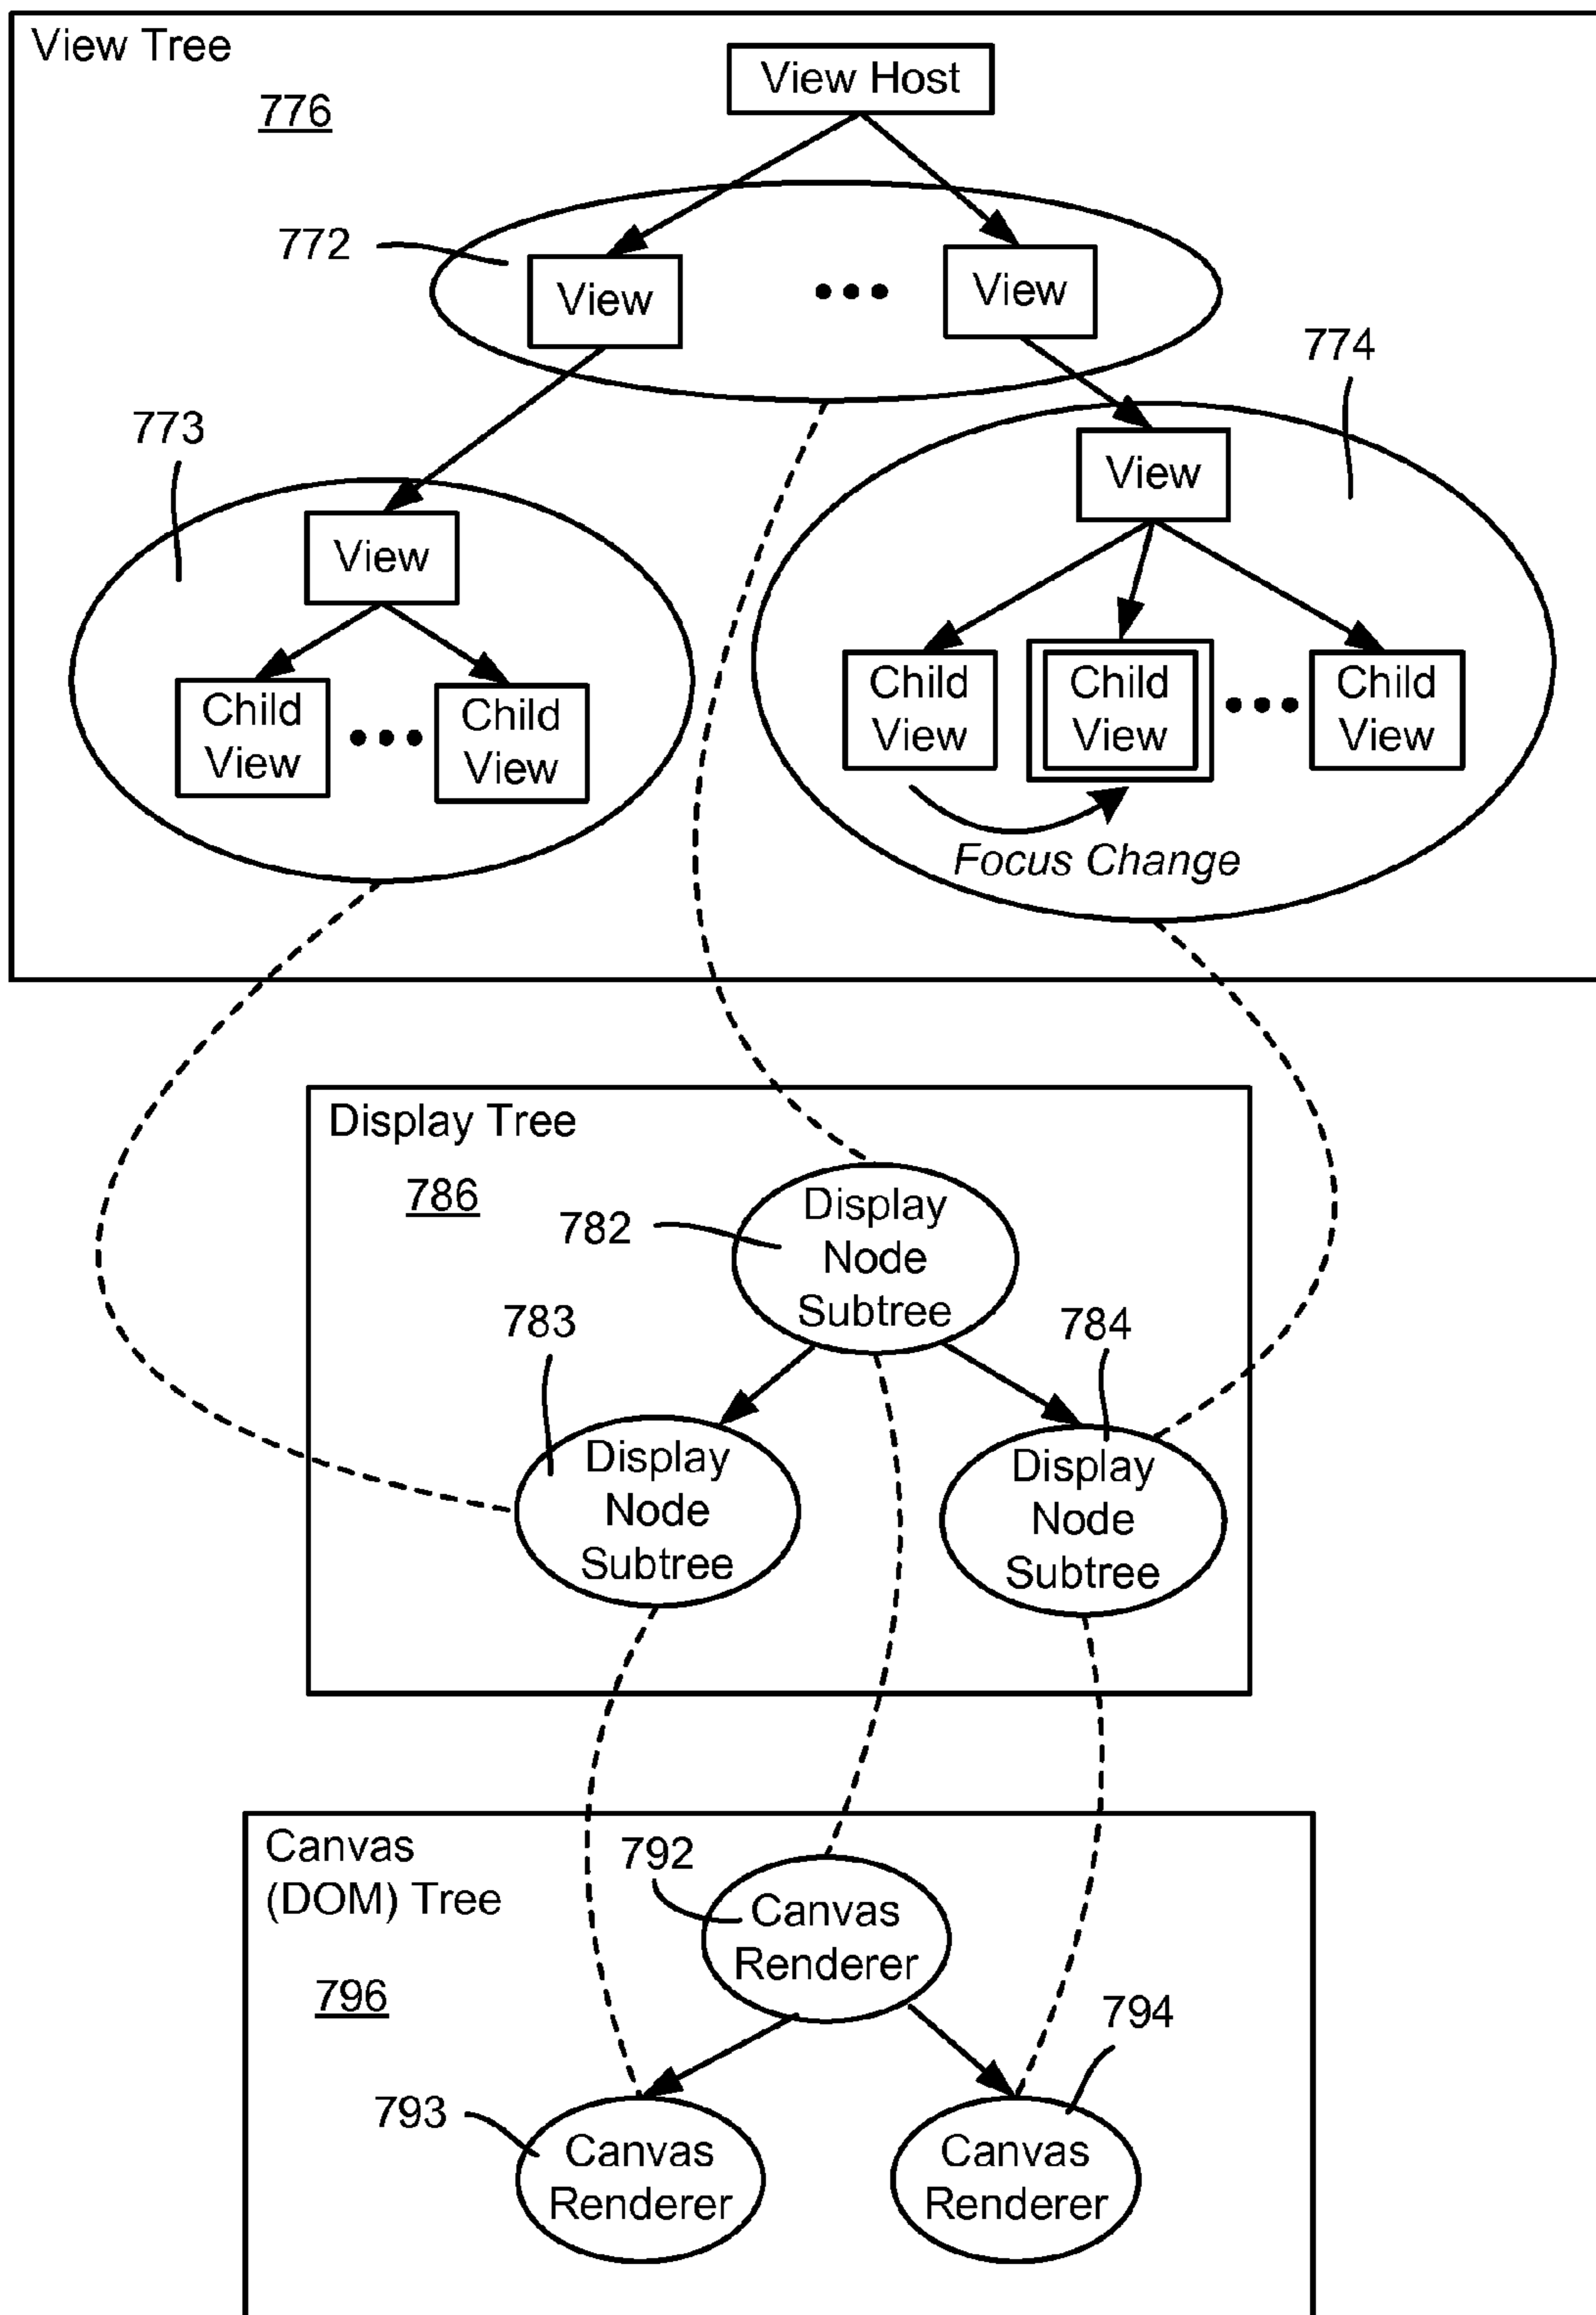 View Tree
View Host
776
772
View
•••
View
774
773
View
View
Child
View
•••
Child
View
Child
View
Child
View
•••
Child
View
Focus Change
Display Tree
786
782
Display
Node
Subtree
783
784
Display
Node
Subtree
Display
Node
Subtree
Canvas
(DOM) Tree
792
Canvas
Renderer
796
794
793
Canvas
Renderer
Canvas
Renderer